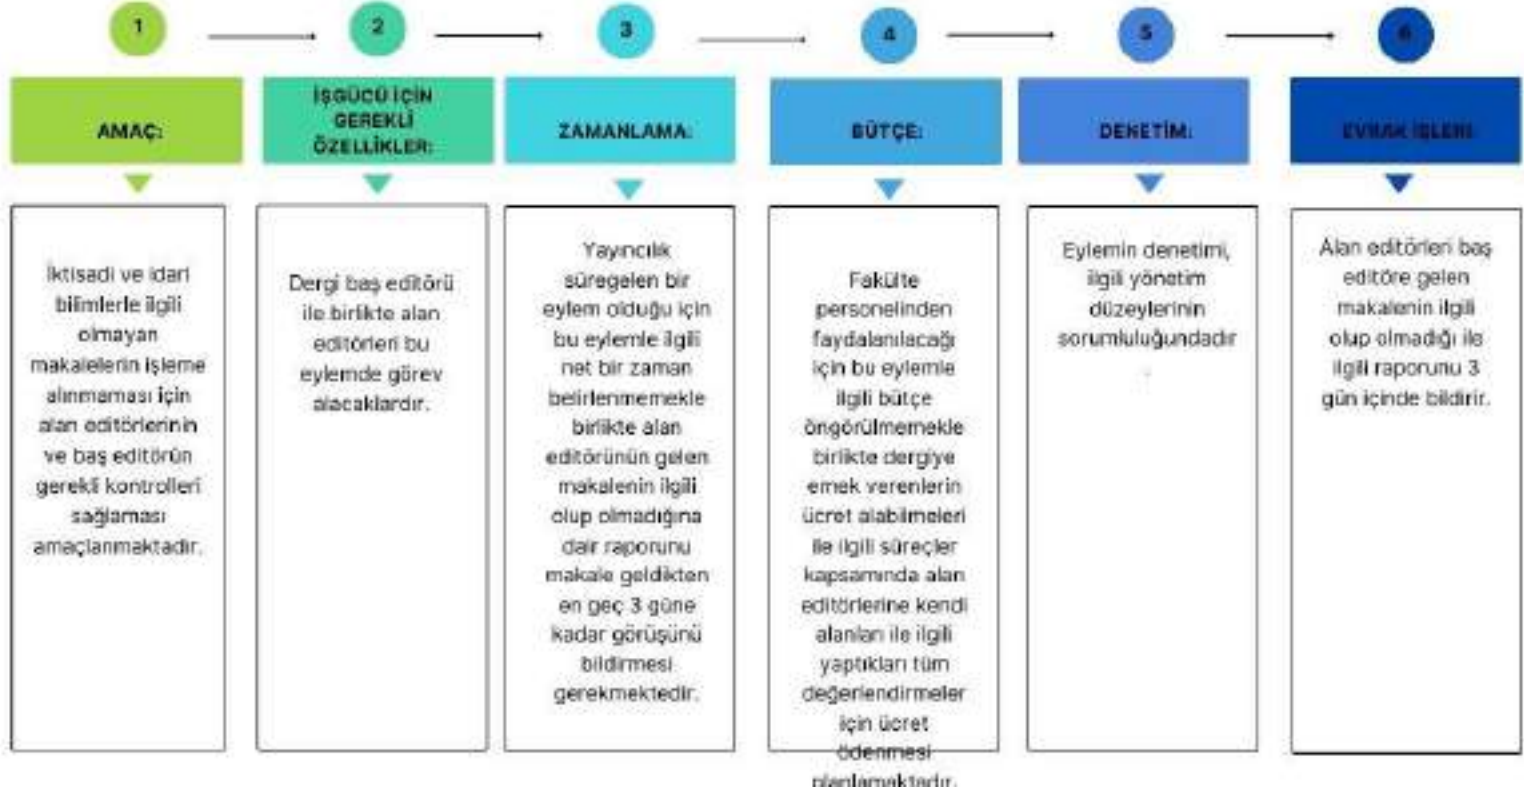 1
2
3
4
5
6
AMAÇ:
İŞGÜCÜ İÇİN
GEREKLİ
ÖZELLİKLER:
ZAMANLAMA:
BÜTÇE:
DENETİM:
EVRAK İŞLERİ:
İktisadi ve idari
bilimlerle ilgili
olmayan
makalelerin işleme
alınmaması için
alan editörlerinin
ve baş editörün
gerekli kontrolleri
sağlaması
amaçlanmaktadır.
Dergi baş editörü
ile birlikte alan
editörleri bu
eylemde görev
alacaklardır.
Yayıncılık
süregelen bir
eylem olduğu için
bu eylemle ilgili
net bir zaman
belirlenmemekle
birlikte alan
editörünün gelen
makalenin ilgili
olup olmadığına
dair raporunu
makale geldikten
en geç 3 güne
kadar görüşünü
bildirmesi
gerekmektedir.
Fakülte
personelinden
faydalanılacağı
için bu eylemle
ilgili bütçe
öngörülmemekle
birlikte dergiye
emek verenlerin
ücret alabilmeleri
ile ilgili süreçler
kapsamında alan
editörlerine kendi
alanları ile ilgili
yaptıkları tüm
değerlendirmeler
için ücret
ödenmesi
planlamaktadır.
Eylemin denetimi,
ilgili yönetim
düzeylerinin
sorumluluğundadır
.
Alan editörleri baş
editöre gelen
makalenin ilgili
olup olmadığı ile
ilgili raporunu 3
gün içinde bildirir.